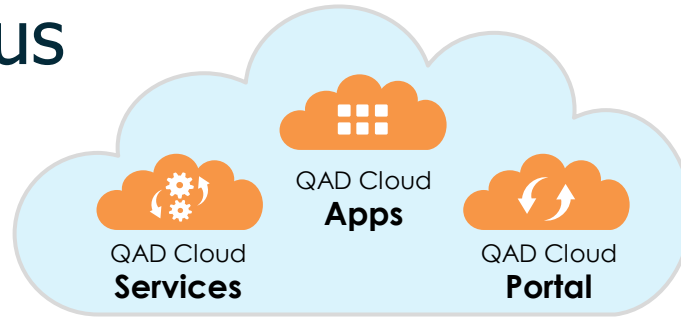 us
QAD Cloud
Apps
QAD Cloud
Services
QAD Cloud
Portal